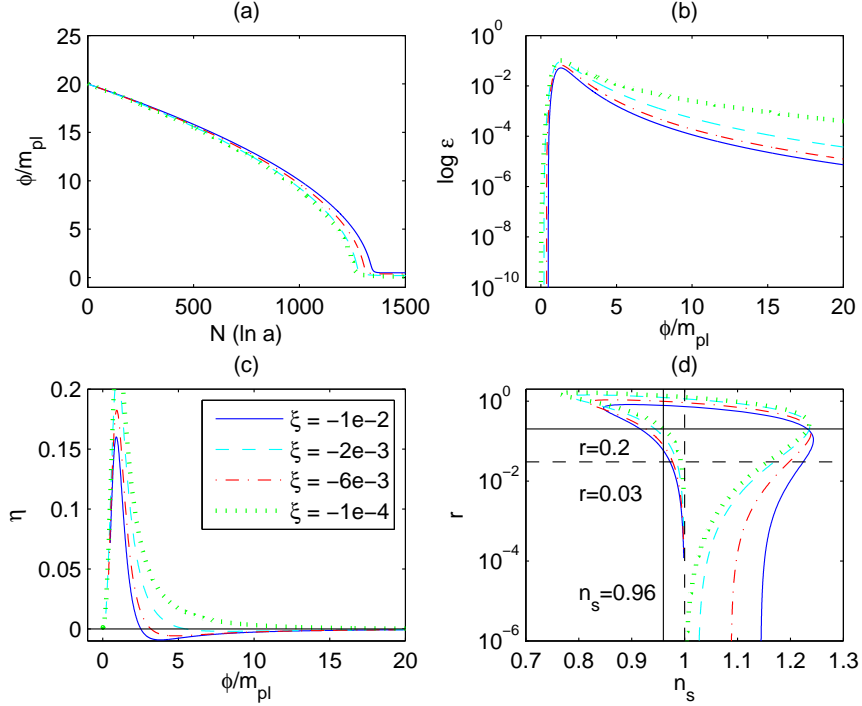 (a)
25
20
15
10
5
0
0 500 1000 1500
ϕ/m_pl
N (ln a)
(b)
10^0
10^−2
10^−4
10^−6
10^−8
10^−10
0 5 10 15 20
log ε
ϕ/m_pl
(c)
0.2
0.15
0.1
0.05
0
0 5 10 15 20
η
ϕ/m_pl
ξ = −1e−2
ξ = −2e−3
ξ = −6e−3
ξ = −1e−4
(d)
10^0
10^−2
10^−4
10^−6
0.7 0.8 0.9 1 1.1 1.2 1.3
r
n_s
r=0.2
r=0.03
n_s=0.96